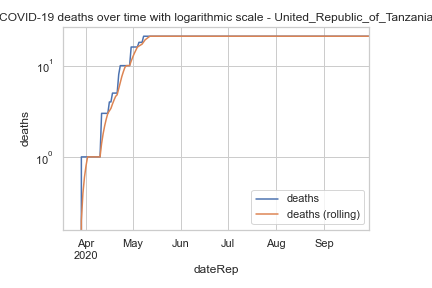 COVID-19 deaths over time with logarithmic scale - United_Republic_of_Tanzania
deaths
10¹
10⁰
deaths
deaths (rolling)
Apr
2020
May
Jun
Jul
Aug
Sep
dateRep